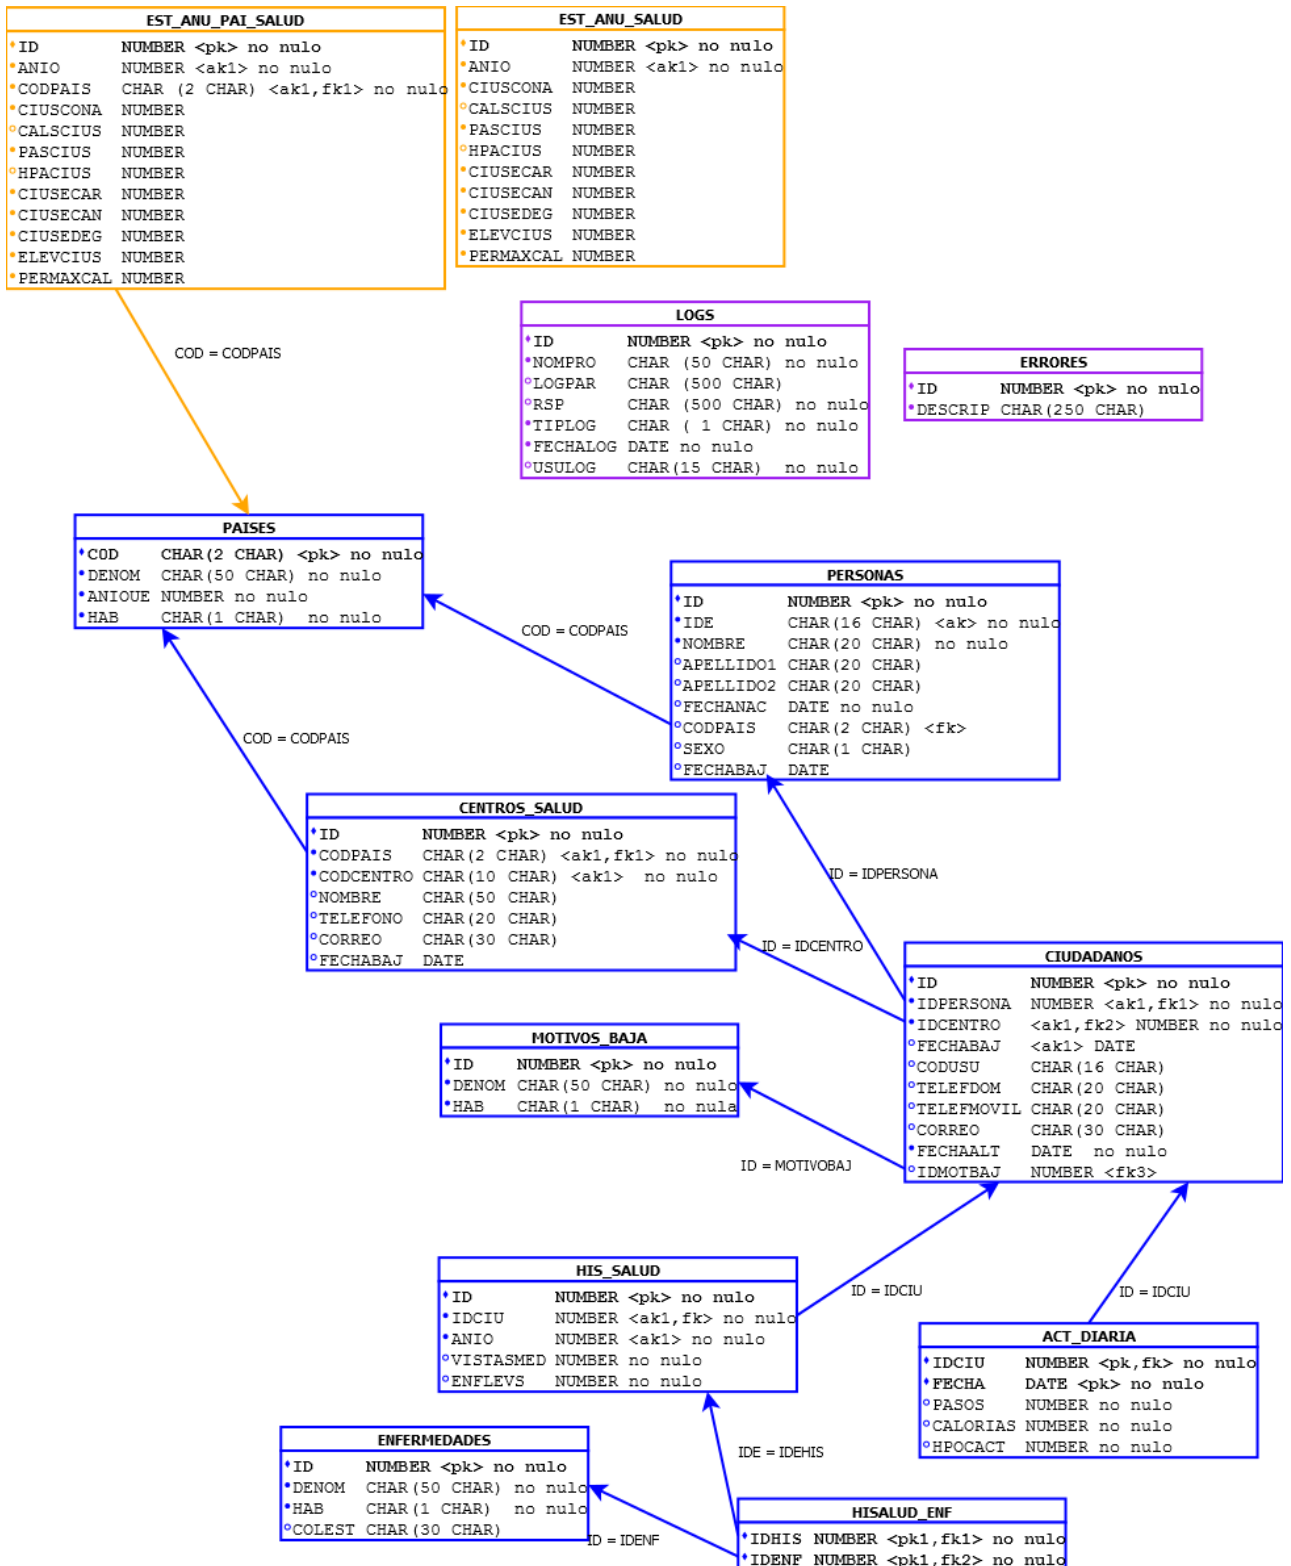 EST_ANU_PAI_SALUD
ID NUMBER <pk> no nulo
ANIO NUMBER <ak1> no nulo
CODPAIS CHAR (2 CHAR) <ak1,fk1> no nulo
CIUSCONA NUMBER
CALSCIUS NUMBER
PASCIUS NUMBER
HPACIUS NUMBER
CIUSECAR NUMBER
CIUSECAN NUMBER
CIUSEDEG NUMBER
ELEVCIUS NUMBER
PERMAXCAL NUMBER
EST_ANU_SALUD
ID NUMBER <pk> no nulo
ANIO NUMBER <ak1> no nulo
CIUSCONA NUMBER
CALSCIUS NUMBER
PASCIUS NUMBER
HPACIUS NUMBER
CIUSECAR NUMBER
CIUSECAN NUMBER
CIUSEDEG NUMBER
ELEVCIUS NUMBER
PERMAXCAL NUMBER
COD = CODPAIS
LOGS
ID NUMBER <pk> no nulo
NOMPRO CHAR (50 CHAR) no nulo
LOGPAR CHAR (500 CHAR)
RSP CHAR (500 CHAR) no nulo
TIPLOG CHAR ( 1 CHAR) no nulo
FECHALOG DATE no nulo
USULOG CHAR(15 CHAR) no nulo
ERRORES
ID NUMBER <pk> no nulo
DESCRIP CHAR(250 CHAR)
PAISES
COD CHAR(2 CHAR) <pk> no nulo
DENOM CHAR(50 CHAR) no nulo
ANIOUE NUMBER no nulo
HAB CHAR(1 CHAR) no nulo
COD = CODPAIS
PERSONAS
ID NUMBER <pk> no nulo
IDE CHAR(16 CHAR) <ak> no nulo
NOMBRE CHAR(20 CHAR) no nulo
APELLIDO1 CHAR(20 CHAR)
APELLIDO2 CHAR(20 CHAR)
FECHANAC DATE no nulo
CODPAIS CHAR(2 CHAR) <fk>
SEXO CHAR(1 CHAR)
FECHABAJ DATE
COD = CODPAIS
CENTROS_SALUD
ID NUMBER <pk> no nulo
CODPAIS CHAR(2 CHAR) <ak1,fk1> no nulo
CODCENTRO CHAR(10 CHAR) <ak1> no nulo
NOMBRE CHAR(50 CHAR)
TELEFONO CHAR(20 CHAR)
CORREO CHAR(30 CHAR)
FECHABAJ DATE
ID = IDPERSONA
ID = IDCENTRO
CIUDADANOS
ID NUMBER <pk> no nulo
IDPERSONA NUMBER <ak1,fk1> no nulo
IDCENTRO <ak1,fk2> NUMBER no nulo
FECHABAJ <ak1> DATE
CODUSU CHAR(16 CHAR)
TELEFDOM CHAR(20 CHAR)
TELEFMOVIL CHAR(20 CHAR)
CORREO CHAR(30 CHAR)
FECHAALT DATE no nulo
IDMOTBAJ NUMBER <fk3>
MOTIVOS_BAJA
ID NUMBER <pk> no nulo
DENOM CHAR(50 CHAR) no nulo
HAB CHAR(1 CHAR) no nula
ID = MOTIVOBAJ
HIS_SALUD
ID NUMBER <pk> no nulo
IDCIU NUMBER <ak1,fk> no nulo
ANIO NUMBER <ak1> no nulo
VISTASMED NUMBER no nulo
ENFLEVS NUMBER no nulo
ID = IDCIU
ID = IDCIU
ACT_DIARIA
IDCIU NUMBER <pk,fk> no nulo
FECHA DATE <pk> no nulo
PASOS NUMBER no nulo
CALORIAS NUMBER no nulo
HPOCACT NUMBER no nulo
ENFERMEDADES
ID NUMBER <pk> no nulo
DENOM CHAR(50 CHAR) no nulo
HAB CHAR(1 CHAR) no nulo
COLEST CHAR(30 CHAR)
IDE = IDEHIS
ID = IDENF
HISALUD_ENF
IDHIS NUMBER <pk1,fk1> no nulo
IDENF NUMBER <pk1,fk2> no nulo